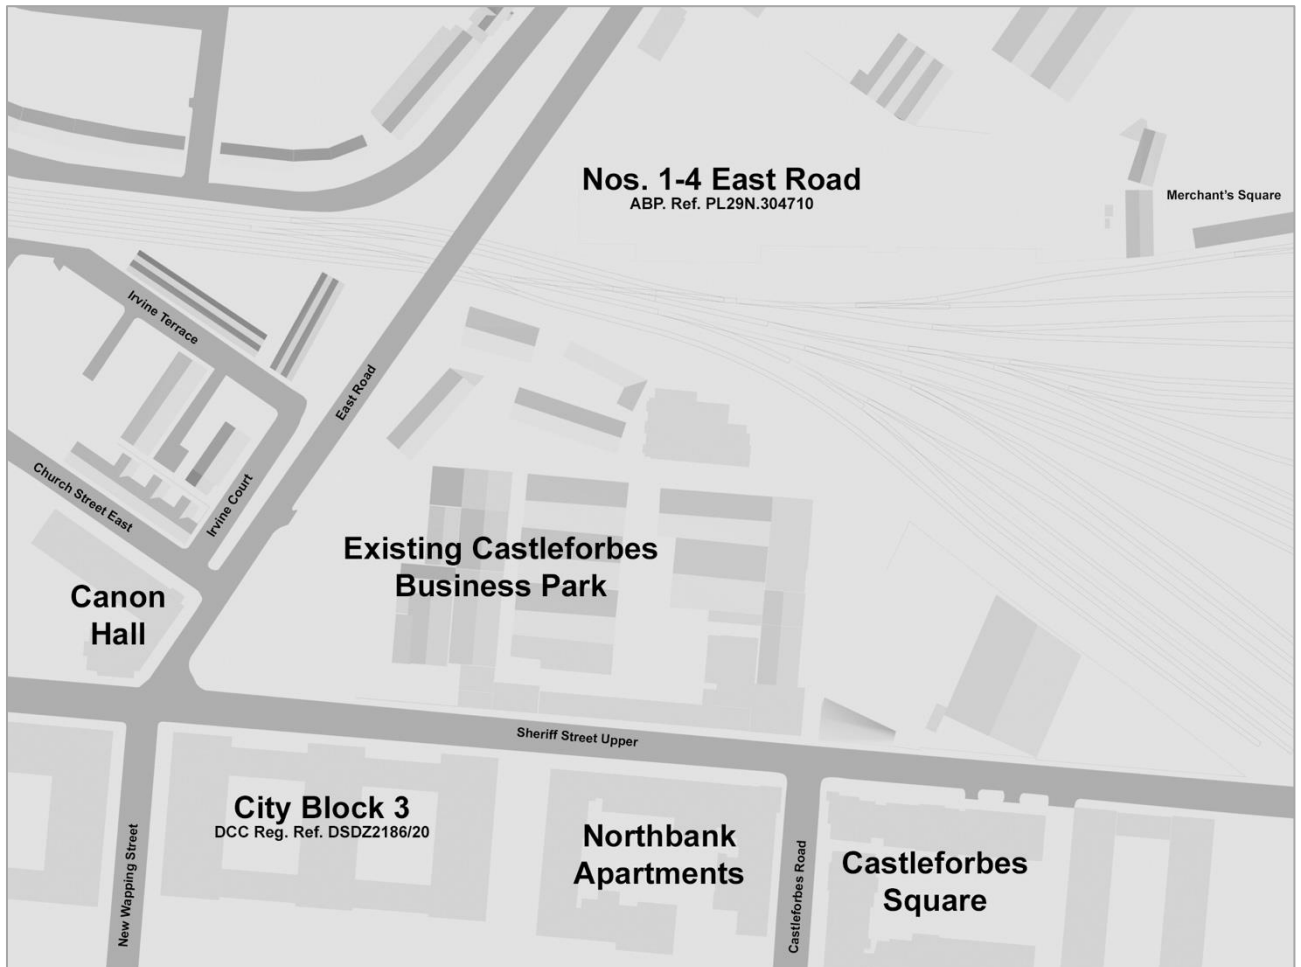 Nos. 1-4 East Road
ABP. Ref. PL29N.304710
Merchant's Square
Irvine Terrace
East Road
Church Street East
Irvine Court
Existing Castleforbes
Business Park
Canon
Hall
Sheriff Street Upper
City Block 3
DCC Reg. Ref. DSDZ2186/20
Northbank
Apartments
Castleforbes
Square
New Wapping Street
Castleforbes Road